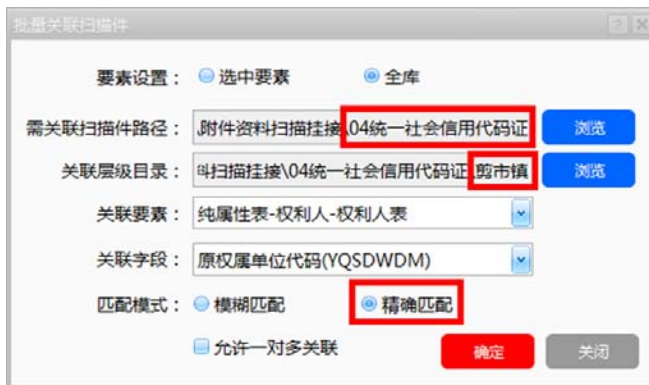 批量关联扫描件
要素设置： 选中要素 全库
需关联扫描件路径： 附件资料扫描挂接\04统一社会信用代码证 浏览
关联层级目录： 扫描挂接\04统一社会信用代码证\剪市镇 浏览
关联要素： 纯属性表-权利人-权利人表
关联字段： 原权属单位代码(YQSDWDM)
匹配模式： 模糊匹配 精确匹配
允许一对多关联 确定 关闭